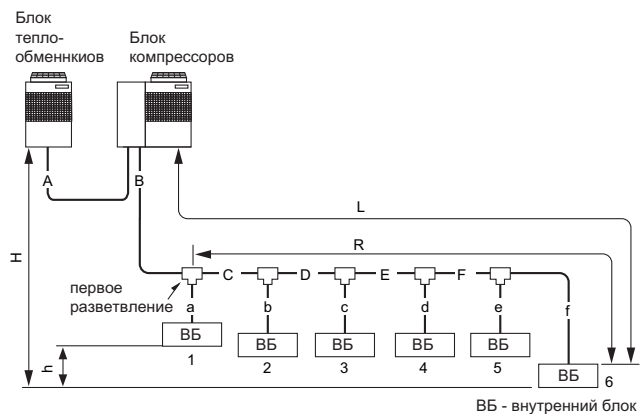 Блок
тепло-
обменнкиов
Блок
компрессоров
A
B
L
H
R
C
D
E
F
первое
разветвление
a
b
c
d
e
f
ВБ
ВБ
ВБ
ВБ
ВБ
ВБ
h
1
2
3
4
5
6
ВБ - внутренний блок